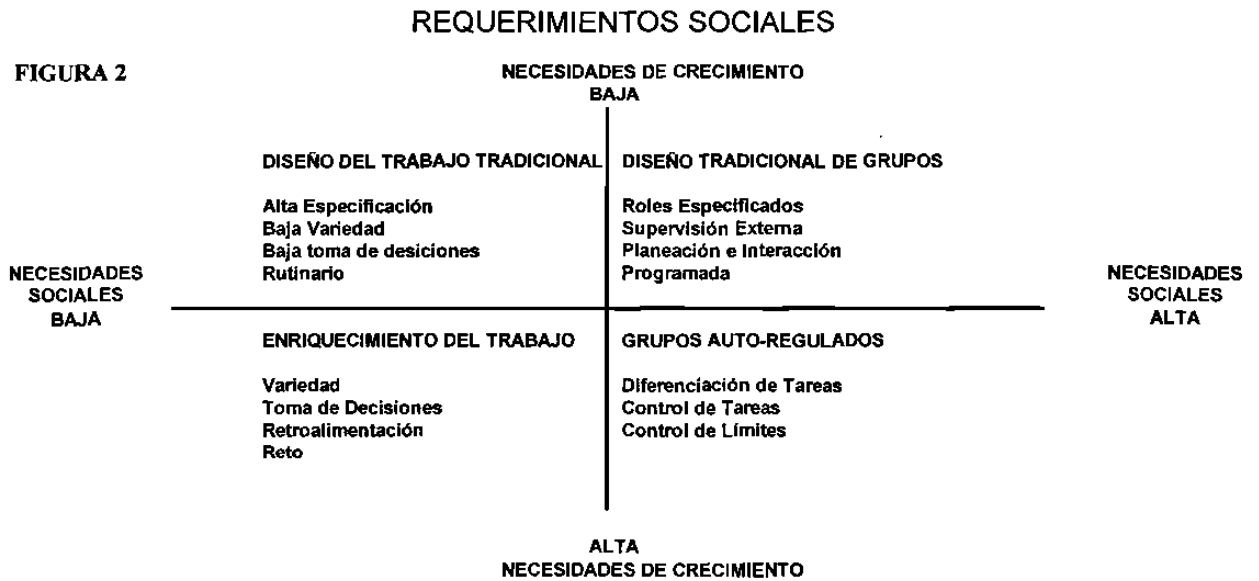 REQUERIMIENTOS SOCIALES
FIGURA 2
NECESIDADES DE CRECIMIENTO
BAJA
DISEÑO DEL TRABAJO TRADICIONAL
Alta Especificación
Baja Variedad
Baja toma de desiciones
Rutinario
DISEÑO TRADICIONAL DE GRUPOS
Roles Especificados
Supervisión Externa
Planeación e Interacción
Programada
NECESIDADES
SOCIALES
BAJA
NECESIDADES
SOCIALES
ALTA
ENRIQUECIMIENTO DEL TRABAJO
Variedad
Toma de Decisiones
Retroalimentación
Reto
GRUPOS AUTO-REGULADOS
Diferenciación de Tareas
Control de Tareas
Control de Límites
ALTA
NECESIDADES DE CRECIMIENTO